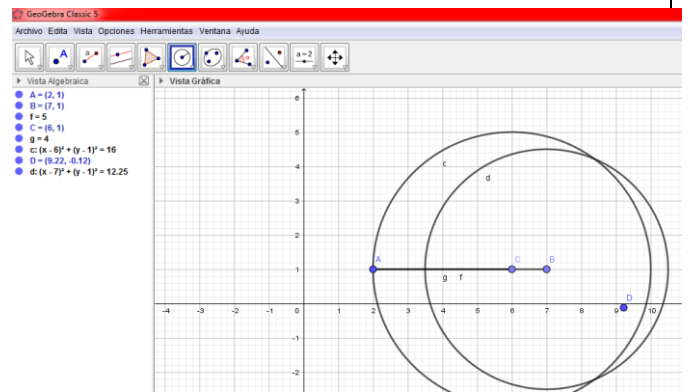 GeoGebra Classic 5
Archivo Edita Vista Opciones Herramientas Ventana Ayuda
A
a=2
Vista Algebraica
Vista Gráfica
A = (2, 1)
B = (7, 1)
f = 5
C = (6, 1)
g = 4
c: (x - 6)² + (y - 1)² = 16
D = (9.22, -0.12)
d: (x - 7)² + (y - 1)² = 12.25
6
5
c
4
d
3
2
A C B
1
g f
D
-4 -3 -2 -1 0 1 2 3 4 5 6 7 8 9 10
-1
-2